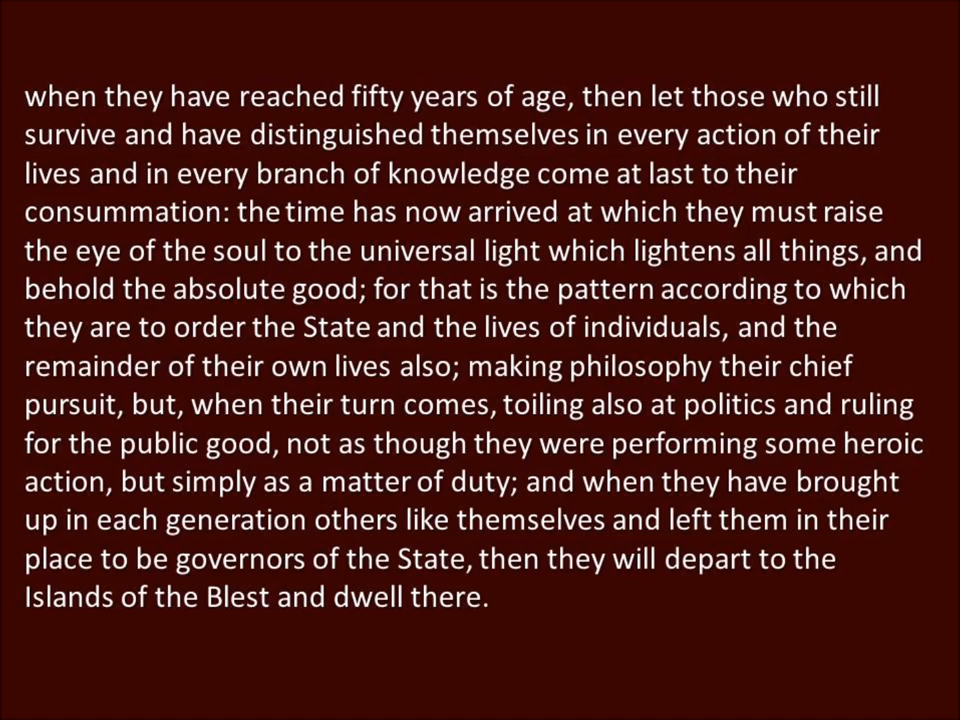 when they have reached fifty years of age, then let those who still
survive and have distinguished themselves in every action of their
lives and in every branch of knowledge come at last to their
consummation: the time has now arrived at which they must raise
the eye of the soul to the universal light which lightens all things, and
behold the absolute good; for that is the pattern according to which
they are to order the State and the lives of individuals, and the
remainder of their own lives also; making philosophy their chief
pursuit, but, when their turn comes, toiling also at politics and ruling
for the public good, not as though they were performing some heroic
action, but simply as a matter of duty; and when they have brought
up in each generation others like themselves and left them in their
place to be governors of the State, then they will depart to the
Islands of the Blest and dwell there.